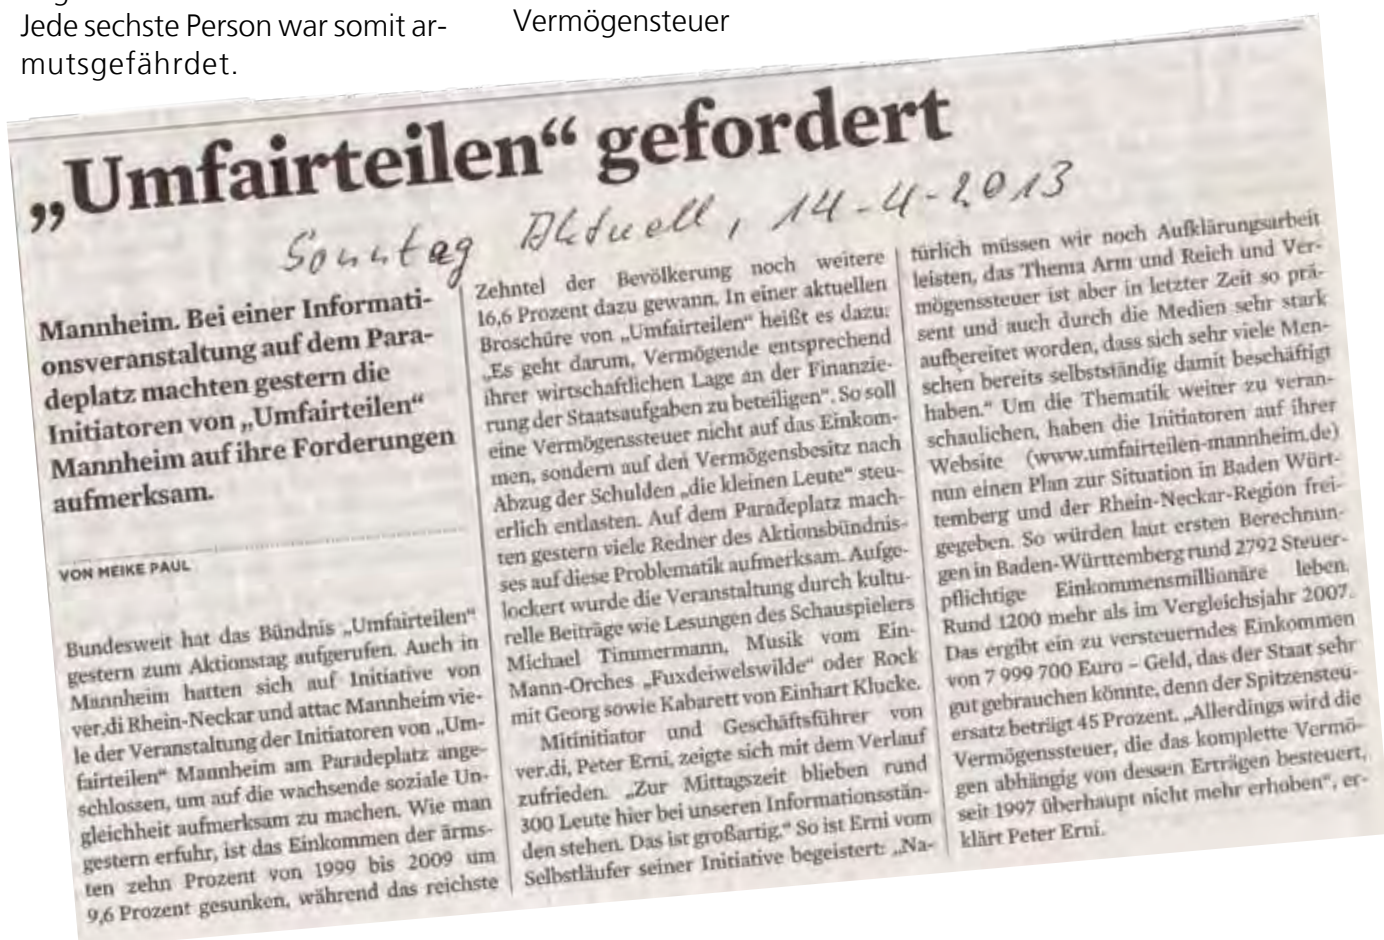 Jede sechste Person war somit ar-
mutsgefährdet.
Vermögensteuer
„Umfairteilen“ gefordert
Sonntag Aktuell, 14-4-2013
Mannheim. Bei einer Informati-
onsveranstaltung auf dem Para-
deplatz machten gestern die
Initiatoren von „Umfairteilen“
Mannheim auf ihre Forderungen
aufmerksam.
VON MEIKE PAUL
Bundesweit hat das Bündnis „Umfairteilen“
gestern zum Aktionstag aufgerufen. Auch in
Mannheim hatten sich auf Initiative von
ver.di Rhein-Neckar und attac Mannheim vie-
le der Veranstaltung der Initiatoren von „Um-
fairteilen“ Mannheim am Paradeplatz ange-
schlossen, um auf die wachsende soziale Un-
gleichheit aufmerksam zu machen. Wie man
gestern erfuhr, ist das Einkommen der ärms-
ten zehn Prozent von 1999 bis 2009 um
9,6 Prozent gesunken, während das reichste
Zehntel der Bevölkerung noch weitere
16,6 Prozent dazu gewann. In einer aktuellen
Broschüre von „Umfairteilen“ heißt es dazu:
„Es geht darum, Vermögende entsprechend
ihrer wirtschaftlichen Lage an der Finanzie-
rung der Staatsaufgaben zu beteiligen“. So soll
eine Vermögenssteuer nicht auf das Einkom-
men, sondern auf den Vermögensbesitz nach
Abzug der Schulden „die kleinen Leute“ steu-
erlich entlasten. Auf dem Paradeplatz mach-
ten gestern viele Redner des Aktionsbündnis-
ses auf diese Problematik aufmerksam. Aufge-
lockert wurde die Veranstaltung durch kultu-
relle Beiträge wie Lesungen des Schauspielers
Michael Timmermann, Musik vom Ein-
Mann-Orches „Fuxdeiwelswilde“ oder Rock
mit Georg sowie Kabarett von Einhart Klucke.
Mitinitiator und Geschäftsführer von
ver.di, Peter Erni, zeigte sich mit dem Verlauf
zufrieden. „Zur Mittagszeit blieben rund
300 Leute hier bei unseren Informationsstän-
den stehen. Das ist großartig.“ So ist Erni vom
Selbstläufer seiner Initiative begeistert: „Na-
türlich müssen wir noch Aufklärungsarbeit
leisten, das Thema Arm und Reich und Ver-
mögenssteuer ist aber in letzter Zeit so prä-
sent und auch durch die Medien sehr stark
aufbereitet worden, dass sich sehr viele Men-
schen bereits selbstständig damit beschäftigt
haben.“ Um die Thematik weiter zu veran-
schaulichen, haben die Initiatoren auf ihrer
Website (www.umfairteilen-mannheim.de)
nun einen Plan zur Situation in Baden Würt-
temberg und der Rhein-Neckar-Region frei-
gegeben. So würden laut ersten Berechnun-
gen in Baden-Württemberg rund 2792 Steuer-
pflichtige Einkommensmillionäre leben.
Rund 1200 mehr als im Vergleichsjahr 2007.
Das ergibt ein zu versteuerndes Einkommen
von 7 999 700 Euro – Geld, das der Staat sehr
gut gebrauchen könnte, denn der Spitzensteu-
ersatz beträgt 45 Prozent. „Allerdings wird die
Vermögenssteuer, die das komplette Vermö-
gen abhängig von dessen Erträgen besteuert,
seit 1997 überhaupt nicht mehr erhoben“, er-
klärt Peter Erni.